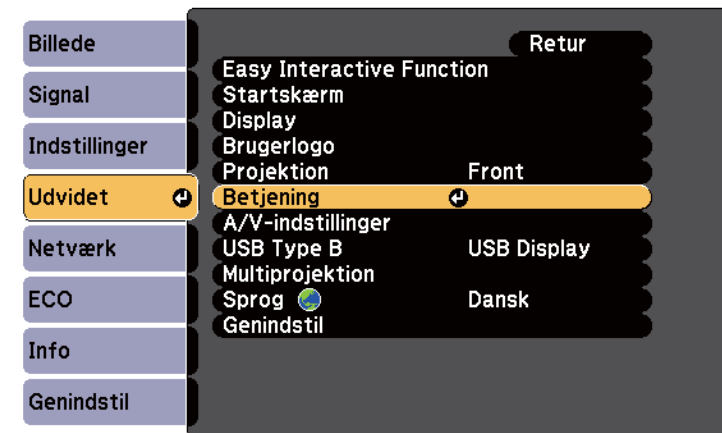 Billede
Signal
Indstillinger
Udvidet
Netværk
ECO
Info
Genindstil
Retur
Easy Interactive Function
Startskærm
Display
Brugerlogo
Projektion Front
Betjening
A/V-indstillinger
USB Type B USB Display
Multiprojektion
Sprog Dansk
Genindstil